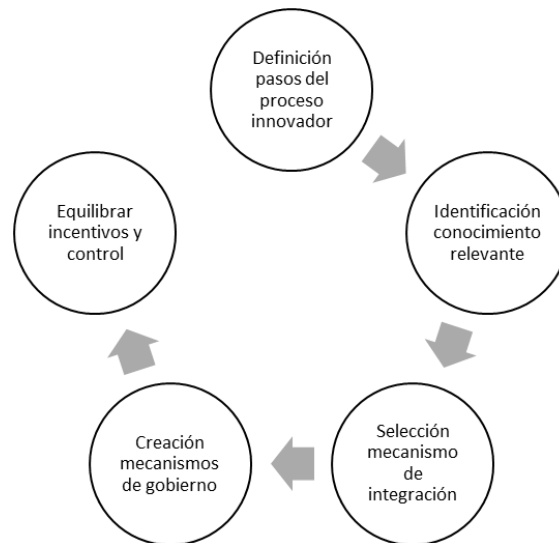 Definición
pasos del
proceso
innovador
Identificación
conocimiento
relevante
Selección
mecanismo
de
integración
Creación
mecanismos
de gobierno
Equilibrar
incentivos y
control